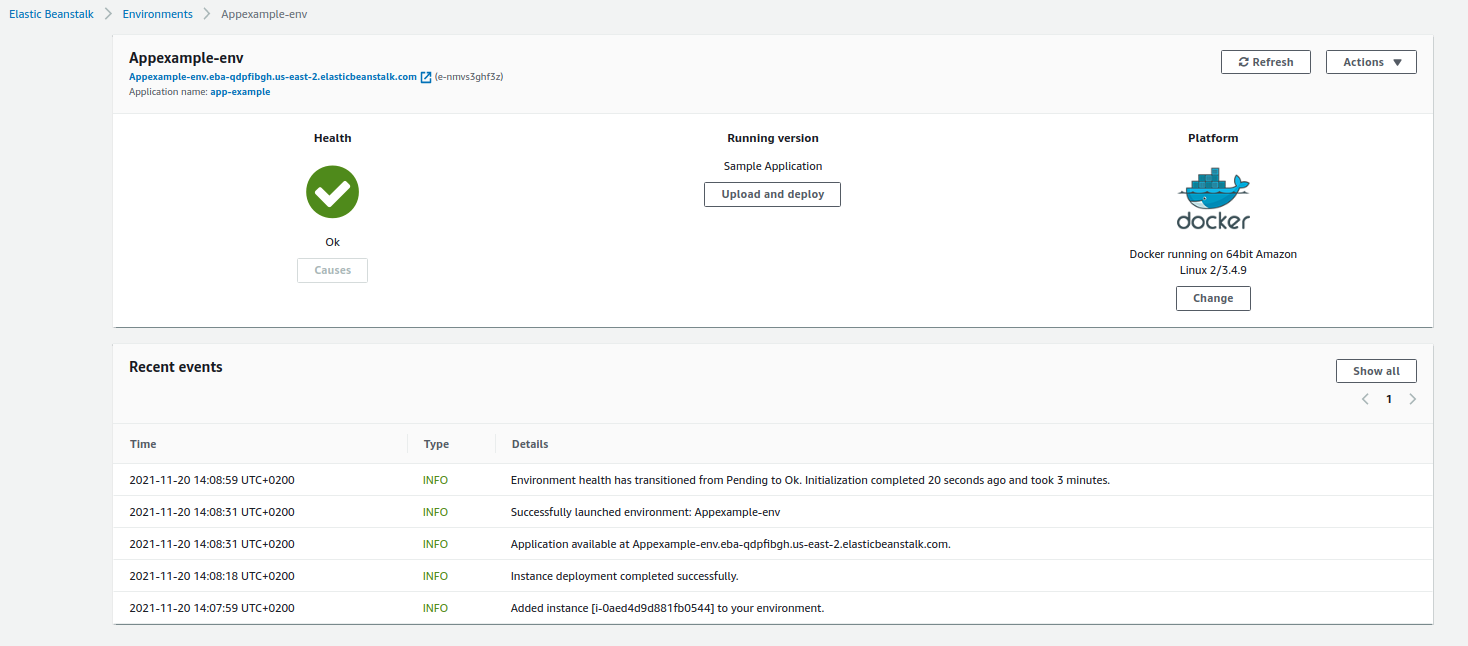 Elastic Beanstalk > Environments > Appexample-env
Appexample-env
Appexample-env.eba-qdpfibgh.us-east-2.elasticbeanstalk.com (e-nmvs3ghf3z)
Application name: app-example
Refresh
Actions
Health
Running version
Platform
Sample Application
Upload and deploy
docker
Ok
Causes
Docker running on 64bit Amazon
Linux 2/3.4.9
Change
Recent events
Show all
1
Time Type Details
2021-11-20 14:08:59 UTC+0200 INFO Environment health has transitioned from Pending to Ok. Initialization completed 20 seconds ago and took 3 minutes.
2021-11-20 14:08:31 UTC+0200 INFO Successfully launched environment: Appexample-env
2021-11-20 14:08:31 UTC+0200 INFO Application available at Appexample-env.eba-qdpfibgh.us-east-2.elasticbeanstalk.com.
2021-11-20 14:08:18 UTC+0200 INFO Instance deployment completed successfully.
2021-11-20 14:07:59 UTC+0200 INFO Added instance [i-0aed4d9d881fb0544] to your environment.